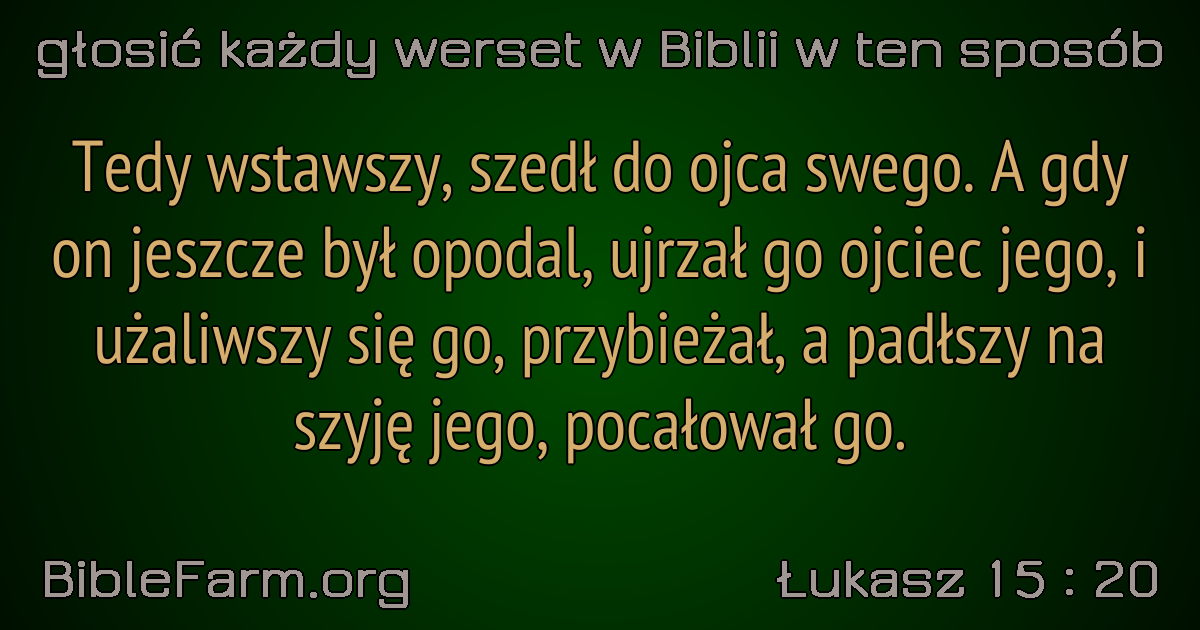 głosić każdy werset w Biblii w ten sposób
Tedy wstawszy, szedł do ojca swego. A gdy
on jeszcze był opodal, ujrzał go ojciec jego, i
użaliwszy się go, przybieżał, a padłszy na
szyję jego, pocałował go.
BibleFarm.org
Łukasz 15 : 20